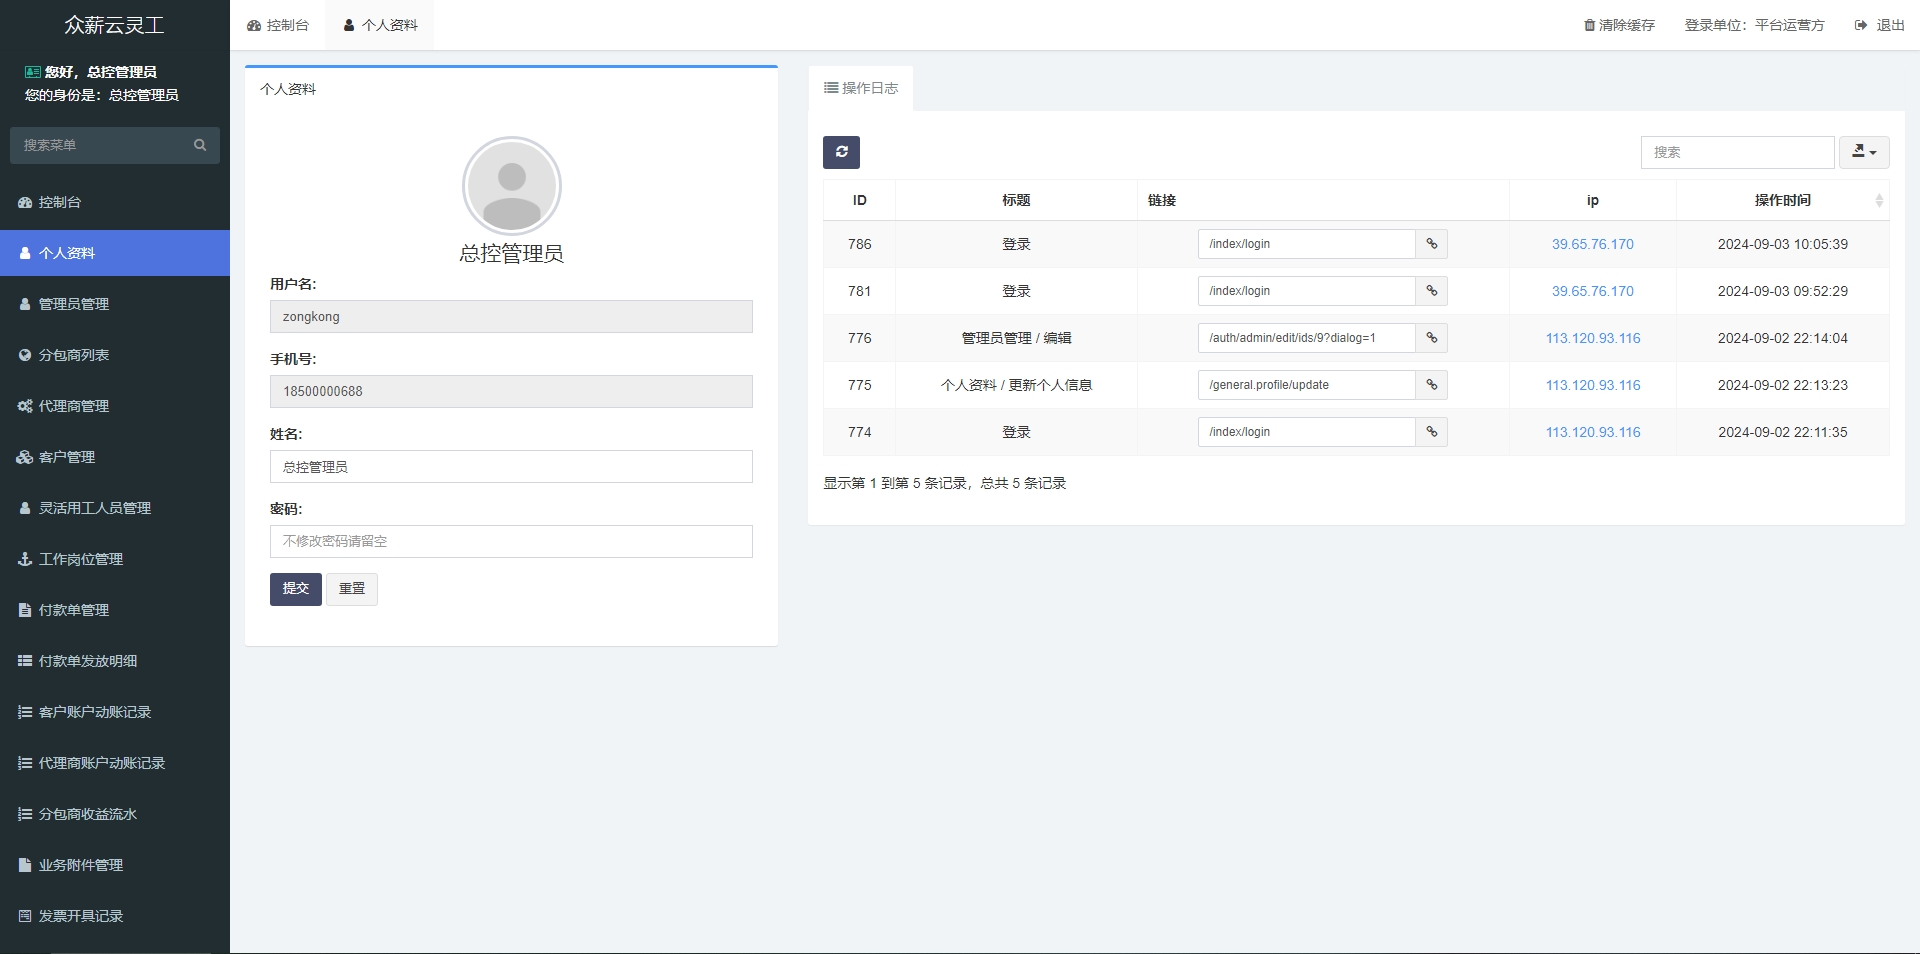 众薪云灵工
控制台
个人资料
清除缓存
登录单位：平台运营方
退出
您好，总控管理员
您的身份是：总控管理员
搜索菜单
控制台
个人资料
管理员管理
分包商列表
代理商管理
客户管理
灵活用工人员管理
工作岗位管理
付款单管理
付款单发放明细
客户账户动账记录
代理商账户动账记录
分包商收益流水
业务附件管理
发票开具记录
个人资料
总控管理员
用户名:
zongkong
手机号:
18500000688
姓名:
总控管理员
密码:
不修改密码请留空
提交 重置
操作日志
搜索
ID 标题 链接 ip 操作时间
786 登录 /index/login 39.65.76.170 2024-09-03 10:05:39
781 登录 /index/login 39.65.76.170 2024-09-03 09:52:29
776 管理员管理 / 编辑 /auth/admin/edit/ids/9?dialog=1 113.120.93.116 2024-09-02 22:14:04
775 个人资料 / 更新个人信息 /general.profile/update 113.120.93.116 2024-09-02 22:13:23
774 登录 /index/login 113.120.93.116 2024-09-02 22:11:35
显示第 1 到第 5 条记录，总共 5 条记录